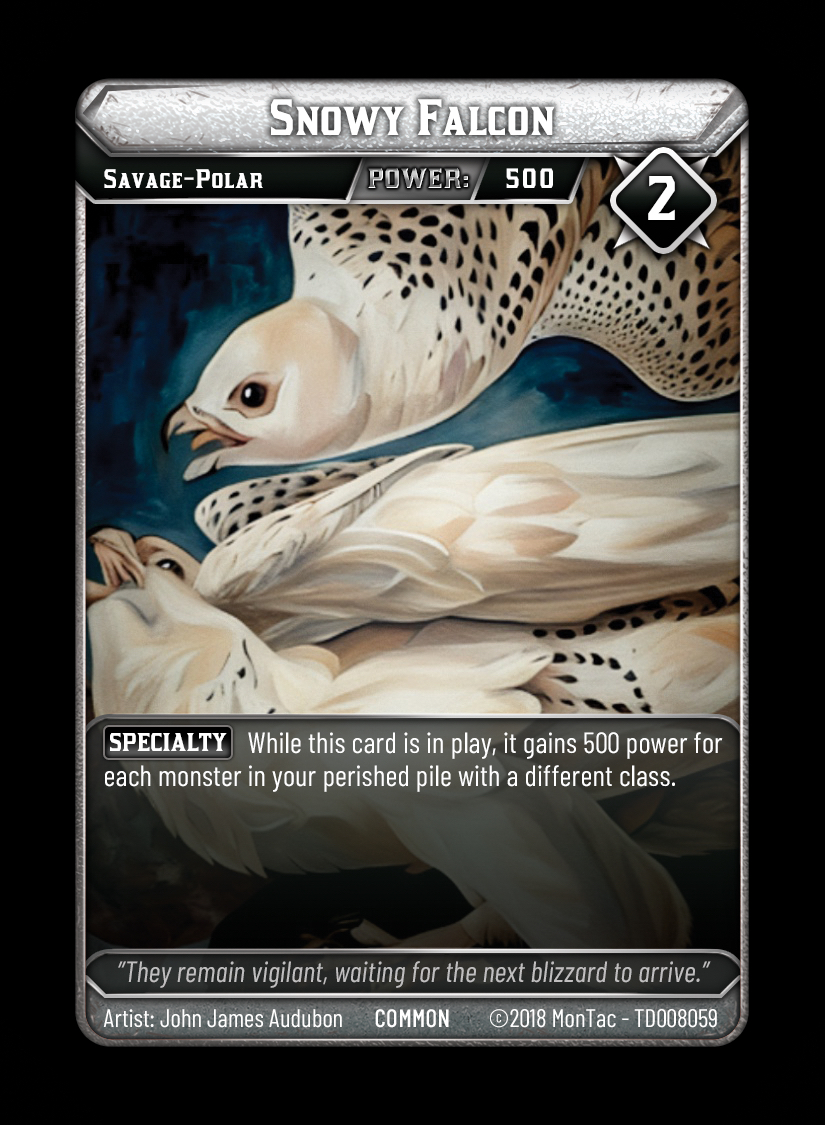 Snowy Falcon
Savage-Polar POWER: 500 2
SPECIALTY While this card is in play, it gains 500 power for
each monster in your perished pile with a different class.
"They remain vigilant, waiting for the next blizzard to arrive."
Artist: John James Audubon COMMON ©2018 MonTac - TD008059